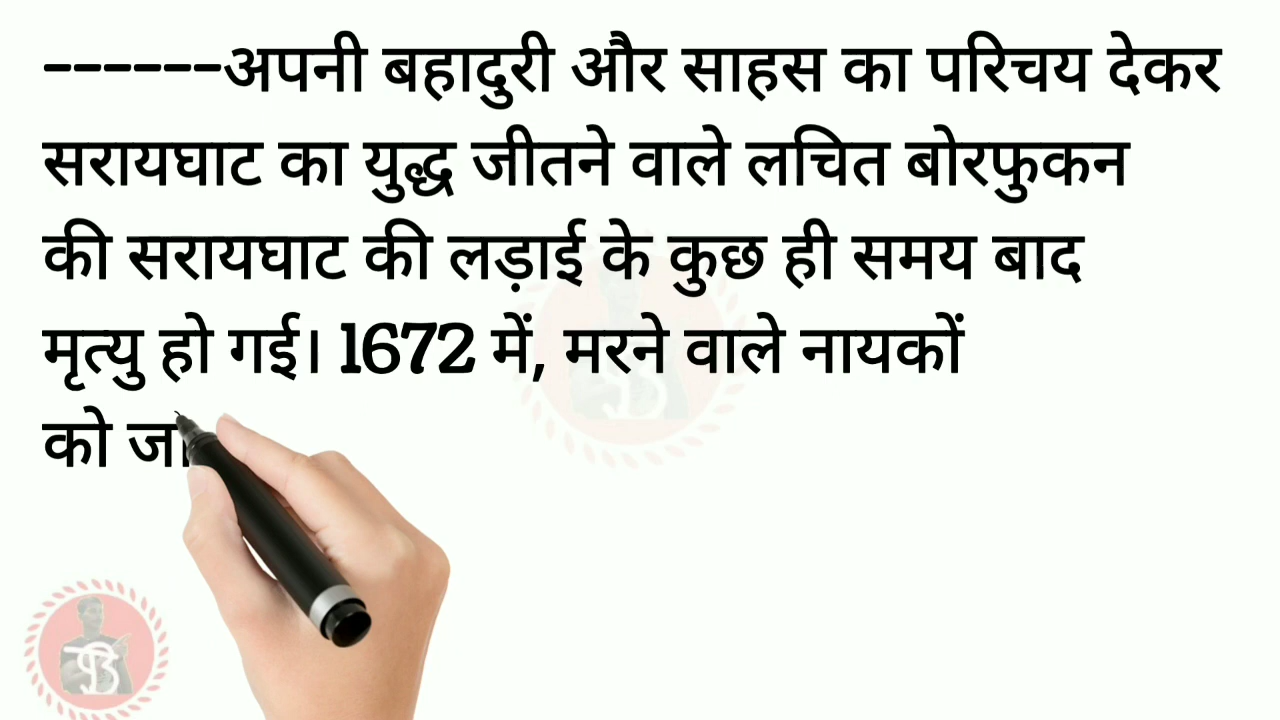 ------अपनी बहादुरी और साहस का परिचय देकर
सरायघाट का युद्ध जीतने वाले लचित बोरफुकन
की सरायघाट की लड़ाई के कुछ ही समय बाद
मृत्यु हो गई। 1672 में, मरने वाले नायकों
को